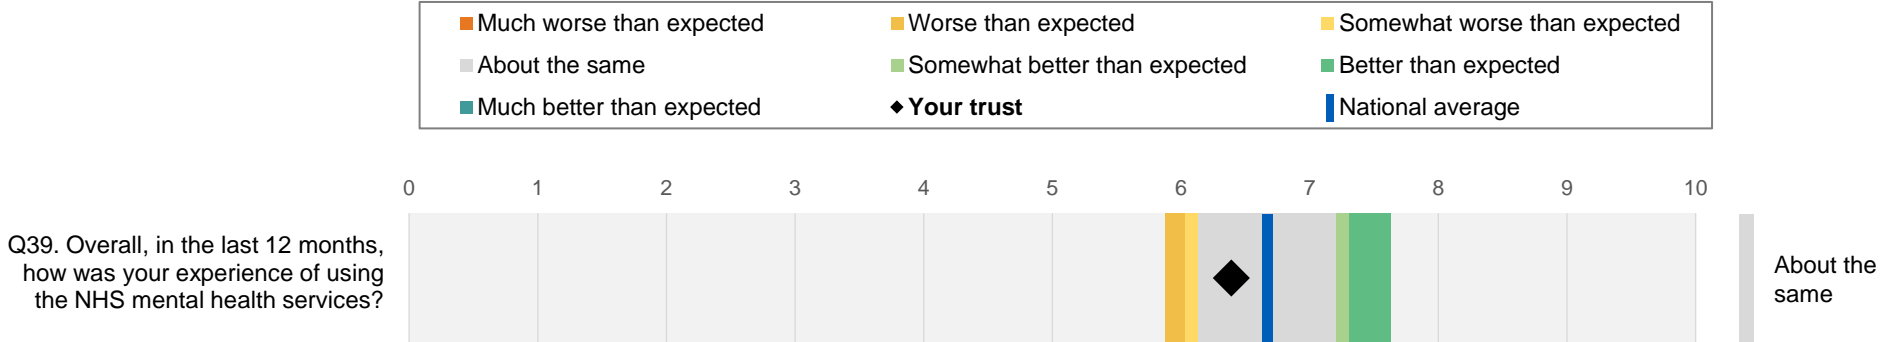 Much worse than expected
Worse than expected
Somewhat worse than expected
About the same
Somewhat better than expected
Better than expected
Much better than expected
Your trust
National average
0 1 2 3 4 5 6 7 8 9 10
Q39. Overall, in the last 12 months,
how was your experience of using
the NHS mental health services?
About the
same